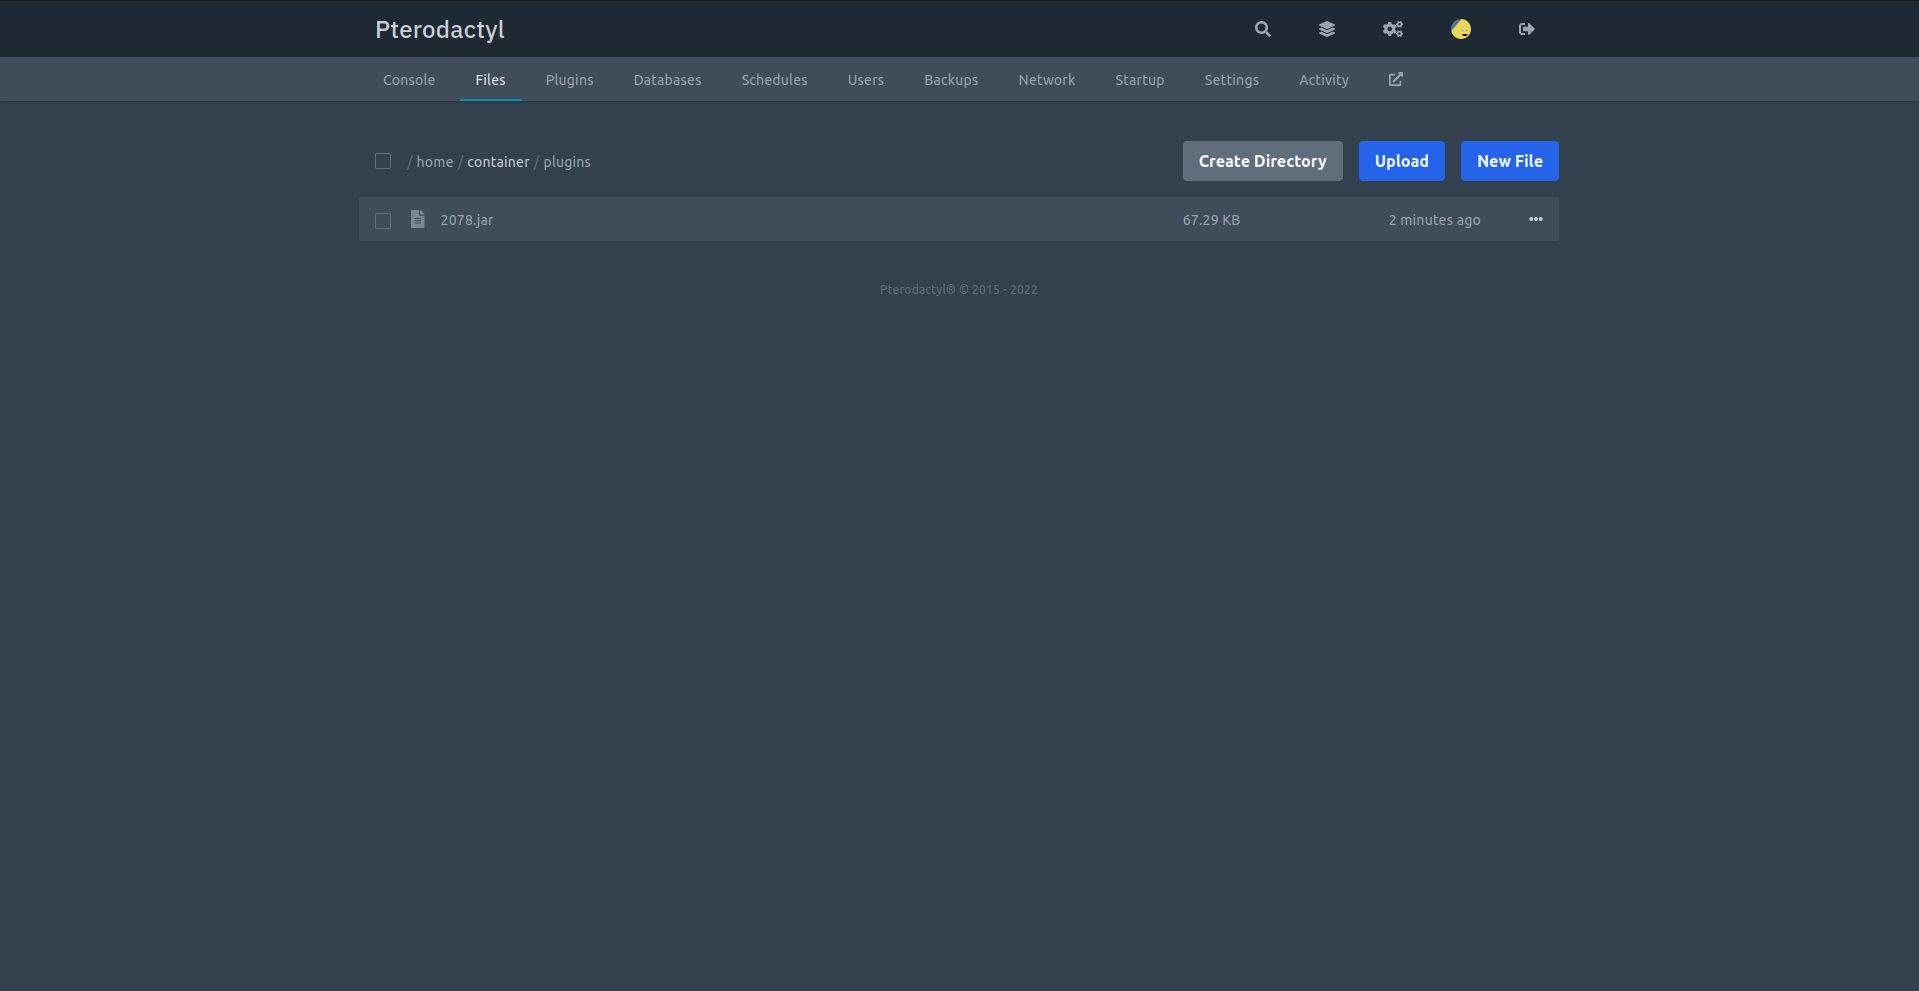 Pterodactyl
Console Files Plugins Databases Schedules Users Backups Network Startup Settings Activity
/ home / container / plugins Create Directory Upload New File
2078.jar 67.29 KB 2 minutes ago
Pterodactyl® © 2015 - 2022